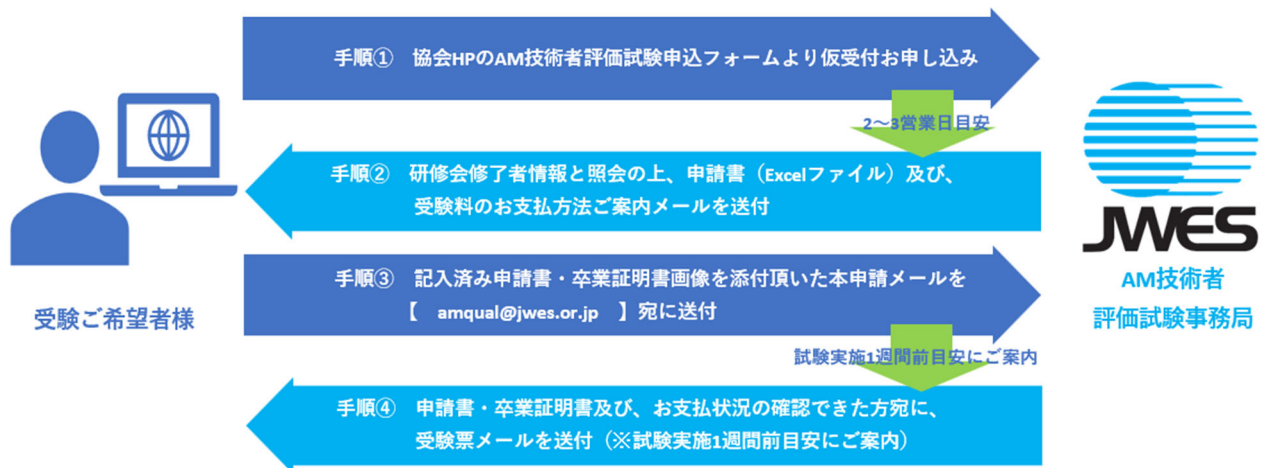 手順① 協会HPのAM技術者評価試験申込フォームより仮受付お申し込み
2～3営業日目安
手順② 研修会修了者情報と照会の上、申請書（Excelファイル）及び、
受験料のお支払方法ご案内メールを送付
手順③ 記入済み申請書・卒業証明書画像を添付頂いた本申請メールを
【 amqual@jwes.or.jp 】宛に送付
試験実施1週間前目安にご案内
手順④ 申請書・卒業証明書及び、お支払状況の確認できた方宛に、
受験票メールを送付（※試験実施1週間前目安にご案内）
受験ご希望者様
JWES
AM技術者
評価試験事務局